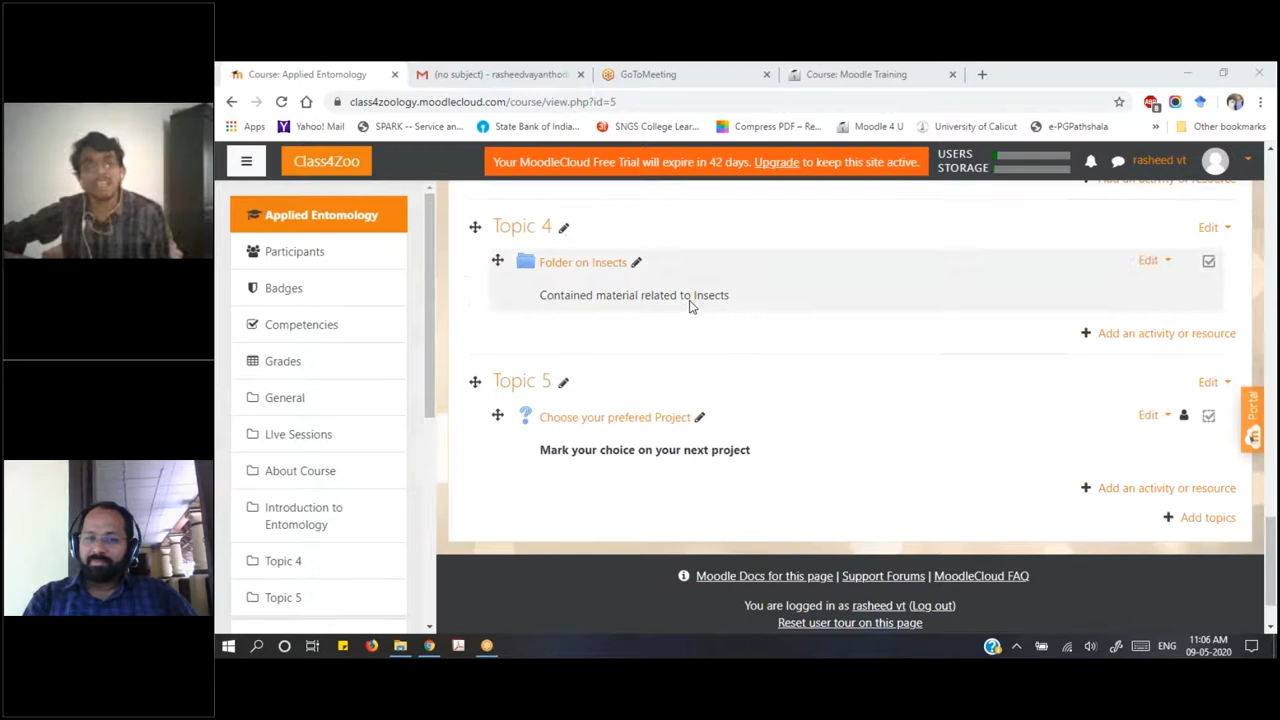 Course: Applied Entomology
(no subject) - rasheedvayanthod
GoToMeeting
Course: Moodle Training
class4zoology.moodlecloud.com/course/view.php?id=5
Apps
Yahoo! Mail
SPARK -- Service an...
State Bank of India...
SNGS College Lear...
Compress PDF – Re...
Moodle 4 U
University of Calicut
e-PGPathshala
»
Other bookmarks
Class4Zoo
Your MoodleCloud Free Trial will expire in 42 days. Upgrade to keep this site active.
USERS
STORAGE
rasheed vt
Applied Entomology
Participants
Badges
Competencies
Grades
General
LIve Sessions
About Course
Introduction to
Entomology
Topic 4
Topic 5
Add an activity or resource
Topic 4
Edit
Folder on Insects
Edit
Contained material related to Insects
Add an activity or resource
Topic 5
Edit
Choose your prefered Project
Edit
Mark your choice on your next project
Add an activity or resource
Add topics
Portal
Moodle Docs for this page | Support Forums | MoodleCloud FAQ
You are logged in as rasheed vt (Log out)
Reset user tour on this page
ENG
11:06 AM
09-05-2020